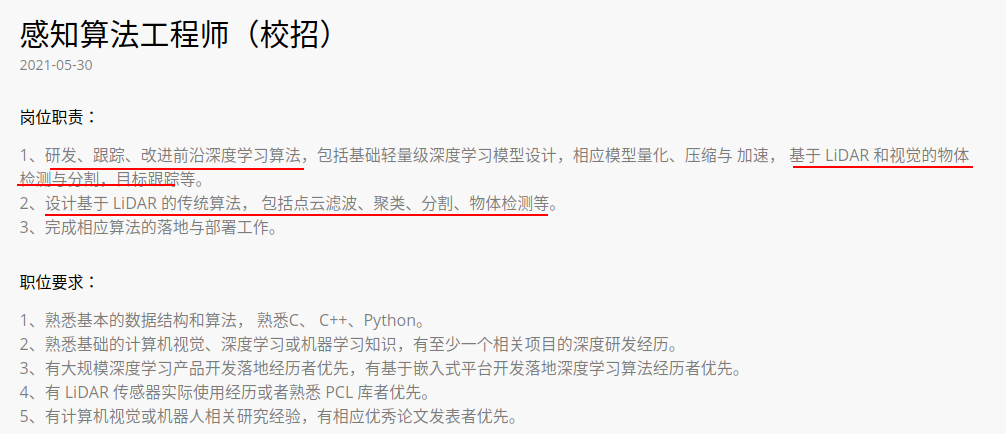 感知算法工程师（校招）
2021-05-30
岗位职责：
1、研发、跟踪、改进前沿深度学习算法，包括基础轻量级深度学习模型设计，相应模型量化、压缩与 加速， 基于 LiDAR 和视觉的物体
检测与分割，目标跟踪等。
2、设计基于 LiDAR 的传统算法， 包括点云滤波、聚类、分割、物体检测等。
3、完成相应算法的落地与部署工作。
职位要求：
1、熟悉基本的数据结构和算法， 熟悉C、 C++、Python。
2、熟悉基础的计算机视觉、深度学习或机器学习知识，有至少一个相关项目的深度研发经历。
3、有大规模深度学习产品开发落地经历者优先，有基于嵌入式平台开发落地深度学习算法经历者优先。
4、有 LiDAR 传感器实际使用经历或者熟悉 PCL 库者优先。
5、有计算机视觉或机器人相关研究经验，有相应优秀论文发表者优先。